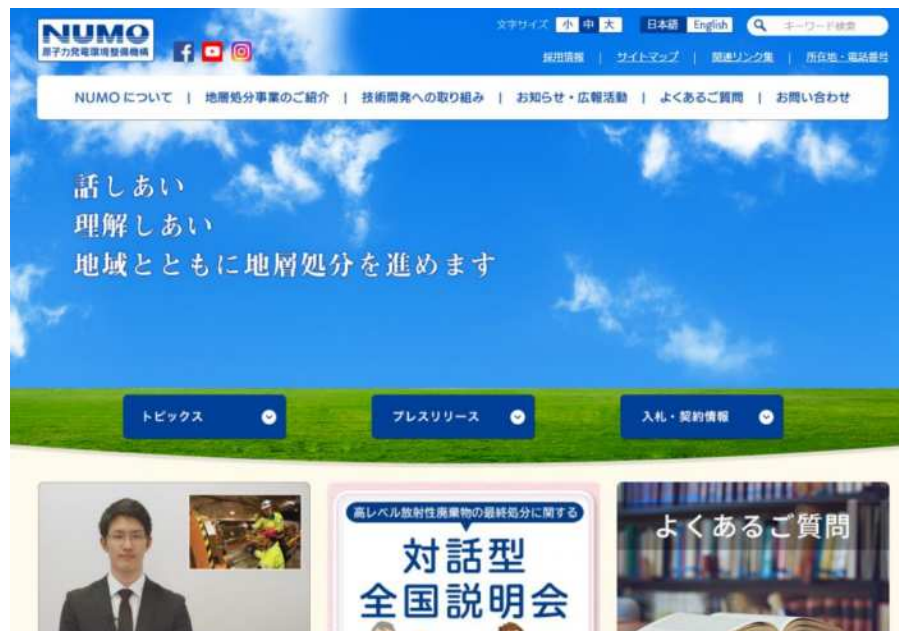 NUMO
原子力発電環境整備機構
文字サイズ 小 中 大 日本語 English キーワード検索
採用情報 | サイトマップ | 関連リンク集 | 所在地・電話番号
NUMOについて | 地層処分事業のご紹介 | 技術開発への取り組み | お知らせ・広報活動 | よくあるご質問 | お問い合わせ
話しあい
理解しあい
地域とともに地層処分を進めます
トピックス プレスリリース 入札・契約情報
高レベル放射性廃棄物の最終処分に関する
対話型
全国説明会
よくあるご質問